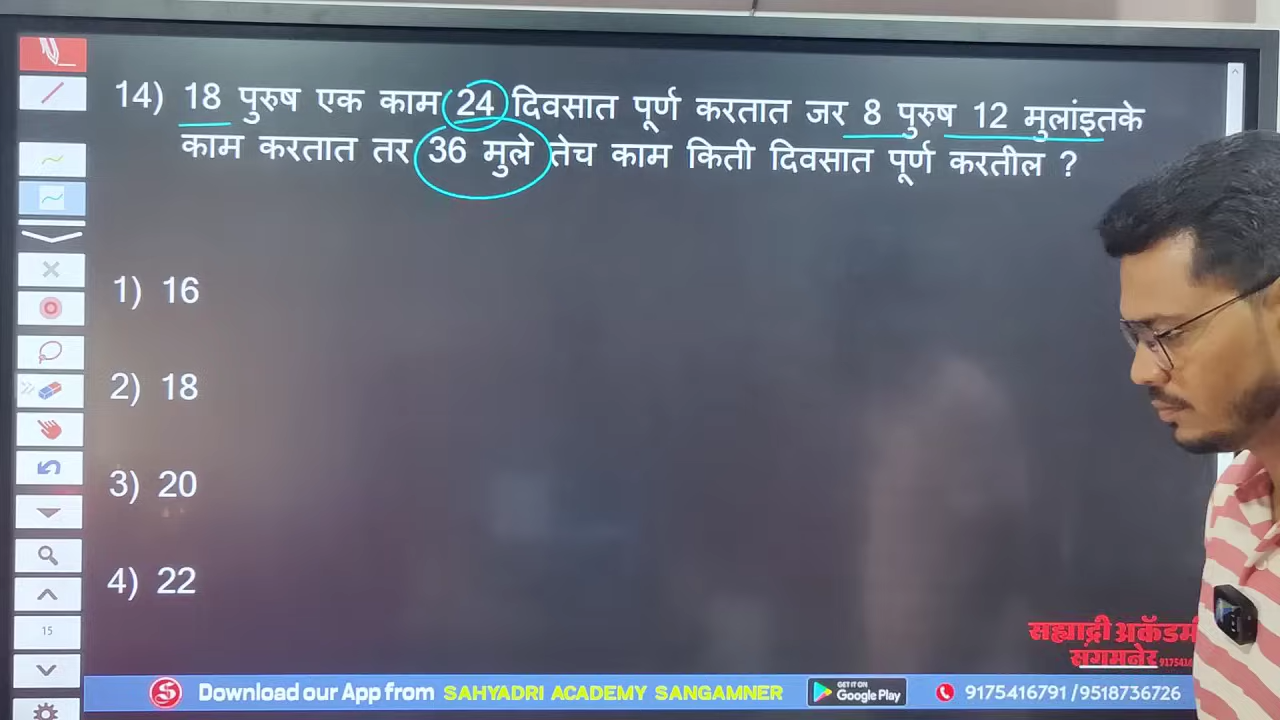 14) 18 पुरुष एक काम 24 दिवसात पूर्ण करतात जर 8 पुरुष 12 मुलांइतके
काम करतात तर 36 मुले तेच काम किती दिवसात पूर्ण करतील ?
1) 16
2) 18
3) 20
4) 22
15
सह्याद्री अकॅडमी
संगमनेर
Download our App from SAHYADRI ACADEMY SANGAMNER GET IT ON Google Play 9175416791 /9518736726